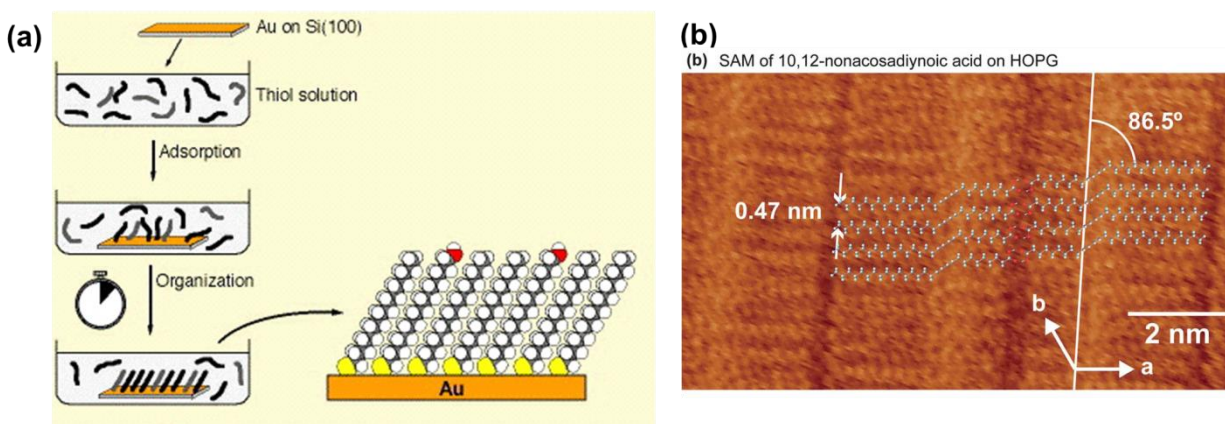 (a)
Au on Si(100)
Thiol solution
Adsorption
Organization
Au
(b)
(b) SAM of 10,12-nonacosadiynoic acid on HOPG
86.5º
0.47 nm
b
a
2 nm